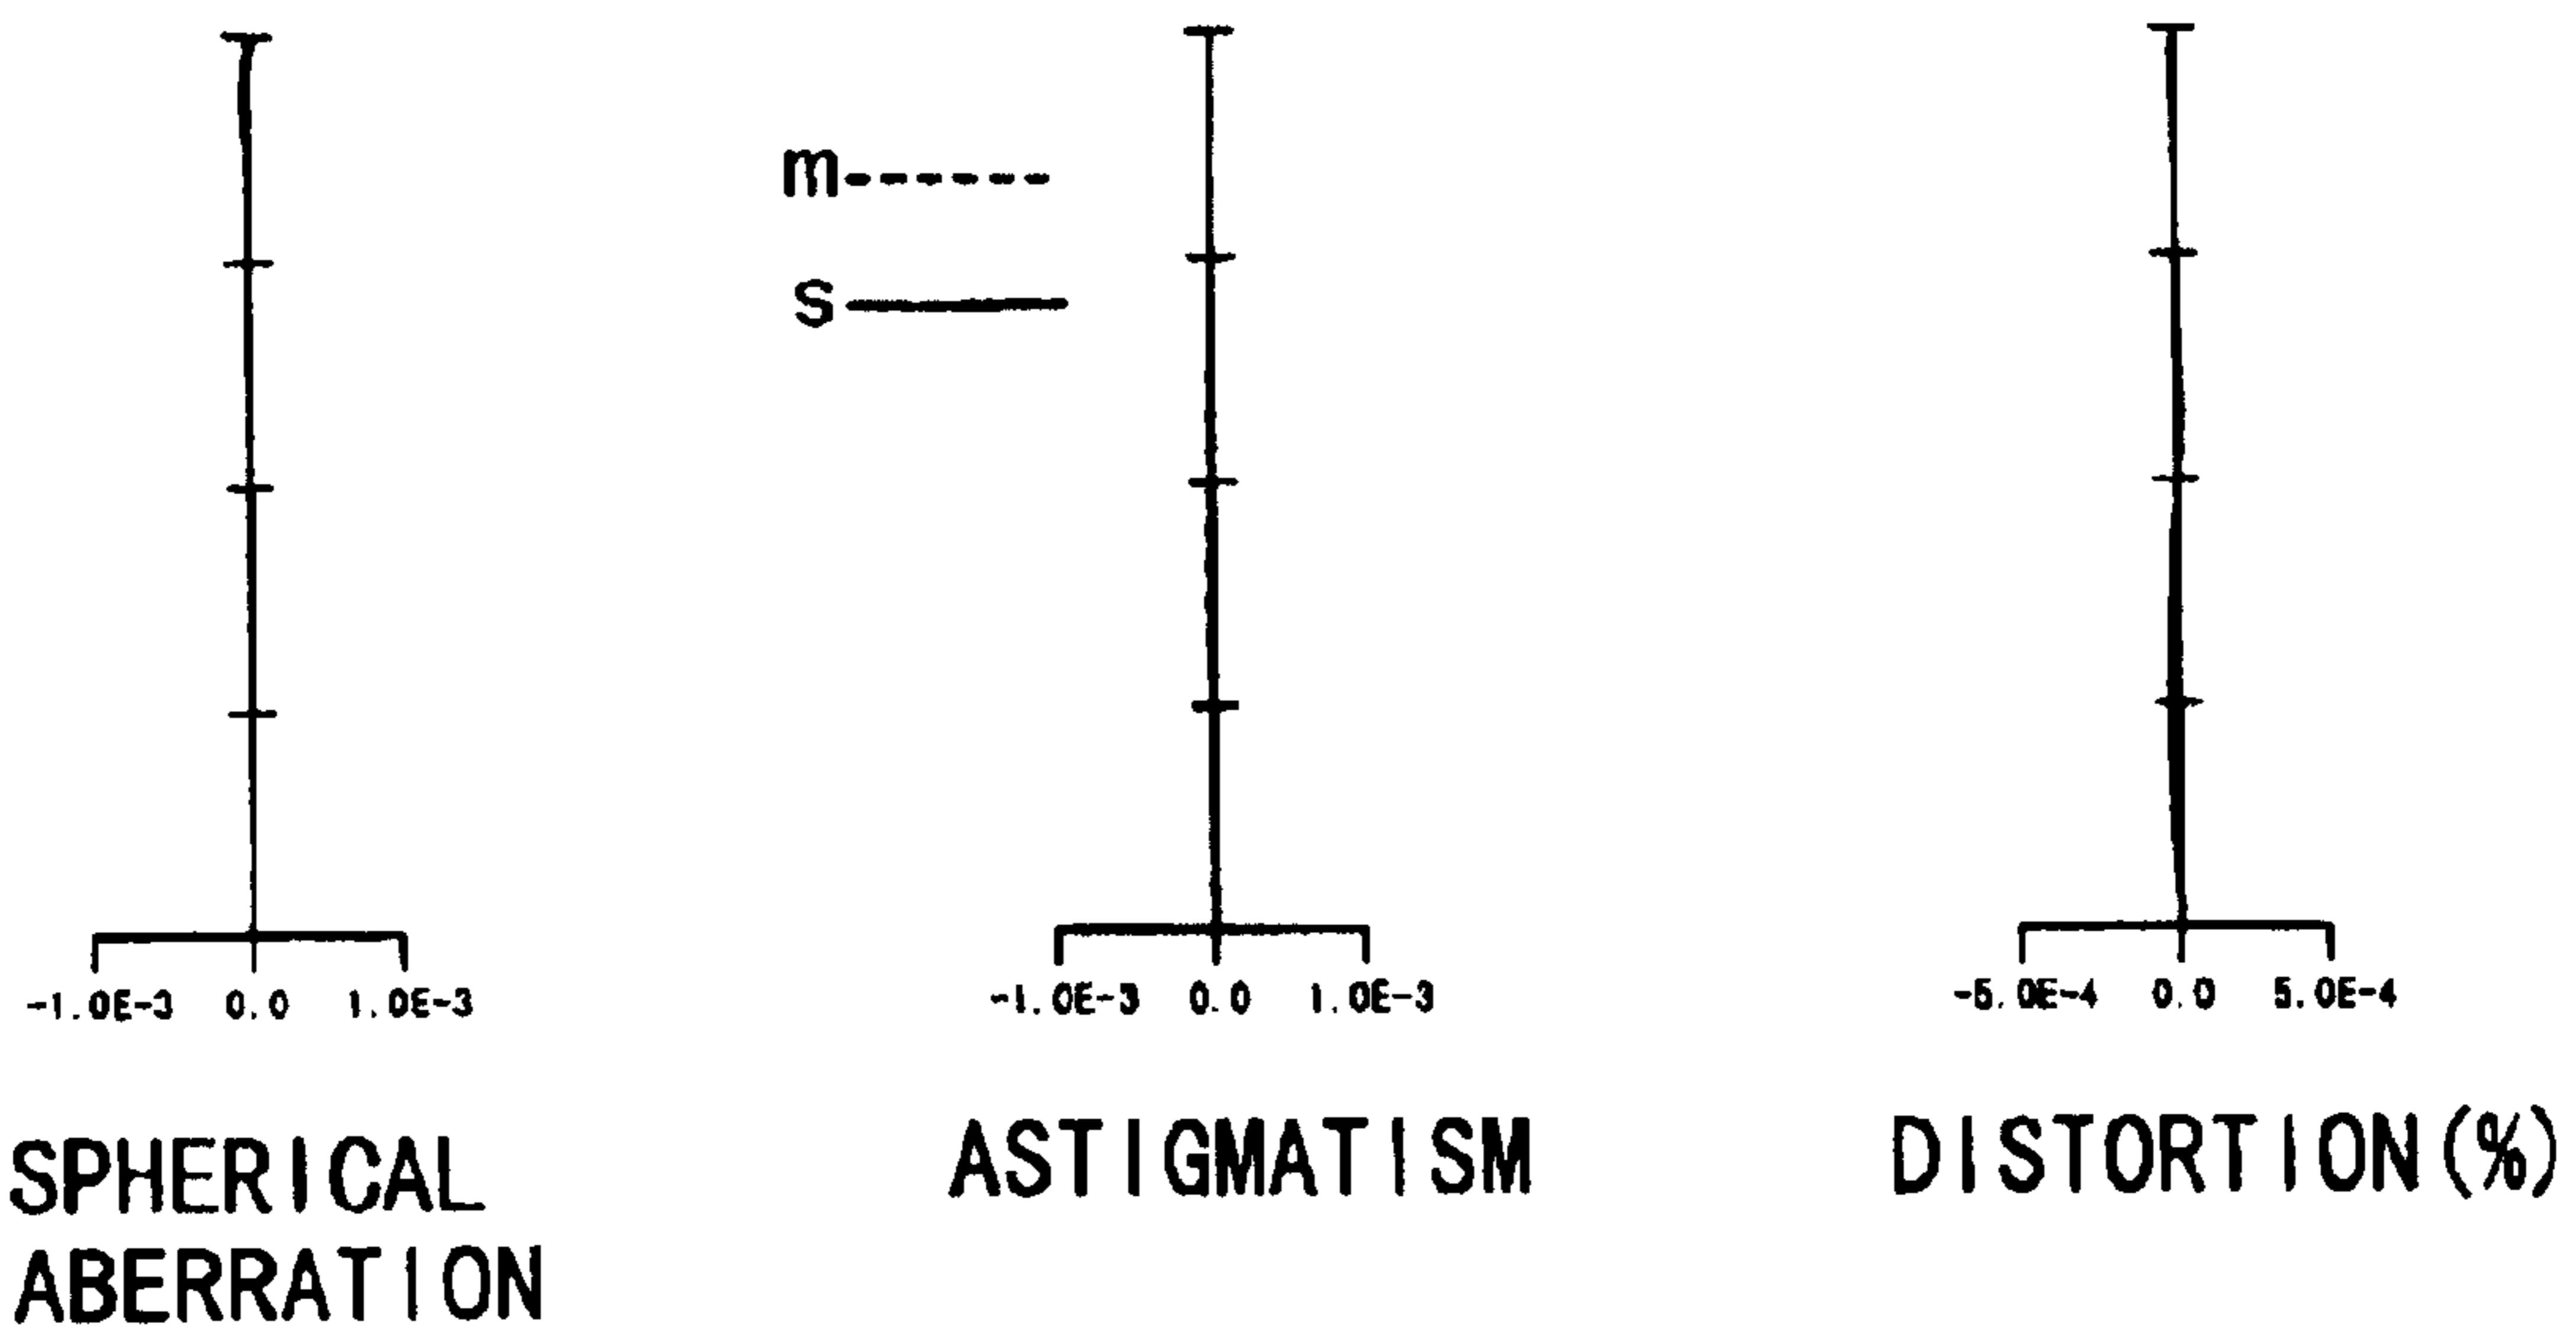 m
s
-1.0E-3 0.0 1.0E-3
-1.0E-3 0.0 1.0E-3
-5.0E-4 0.0 5.0E-4
SPHERICAL
ABERRATION
ASTIGMATISM
DISTORTION(%)